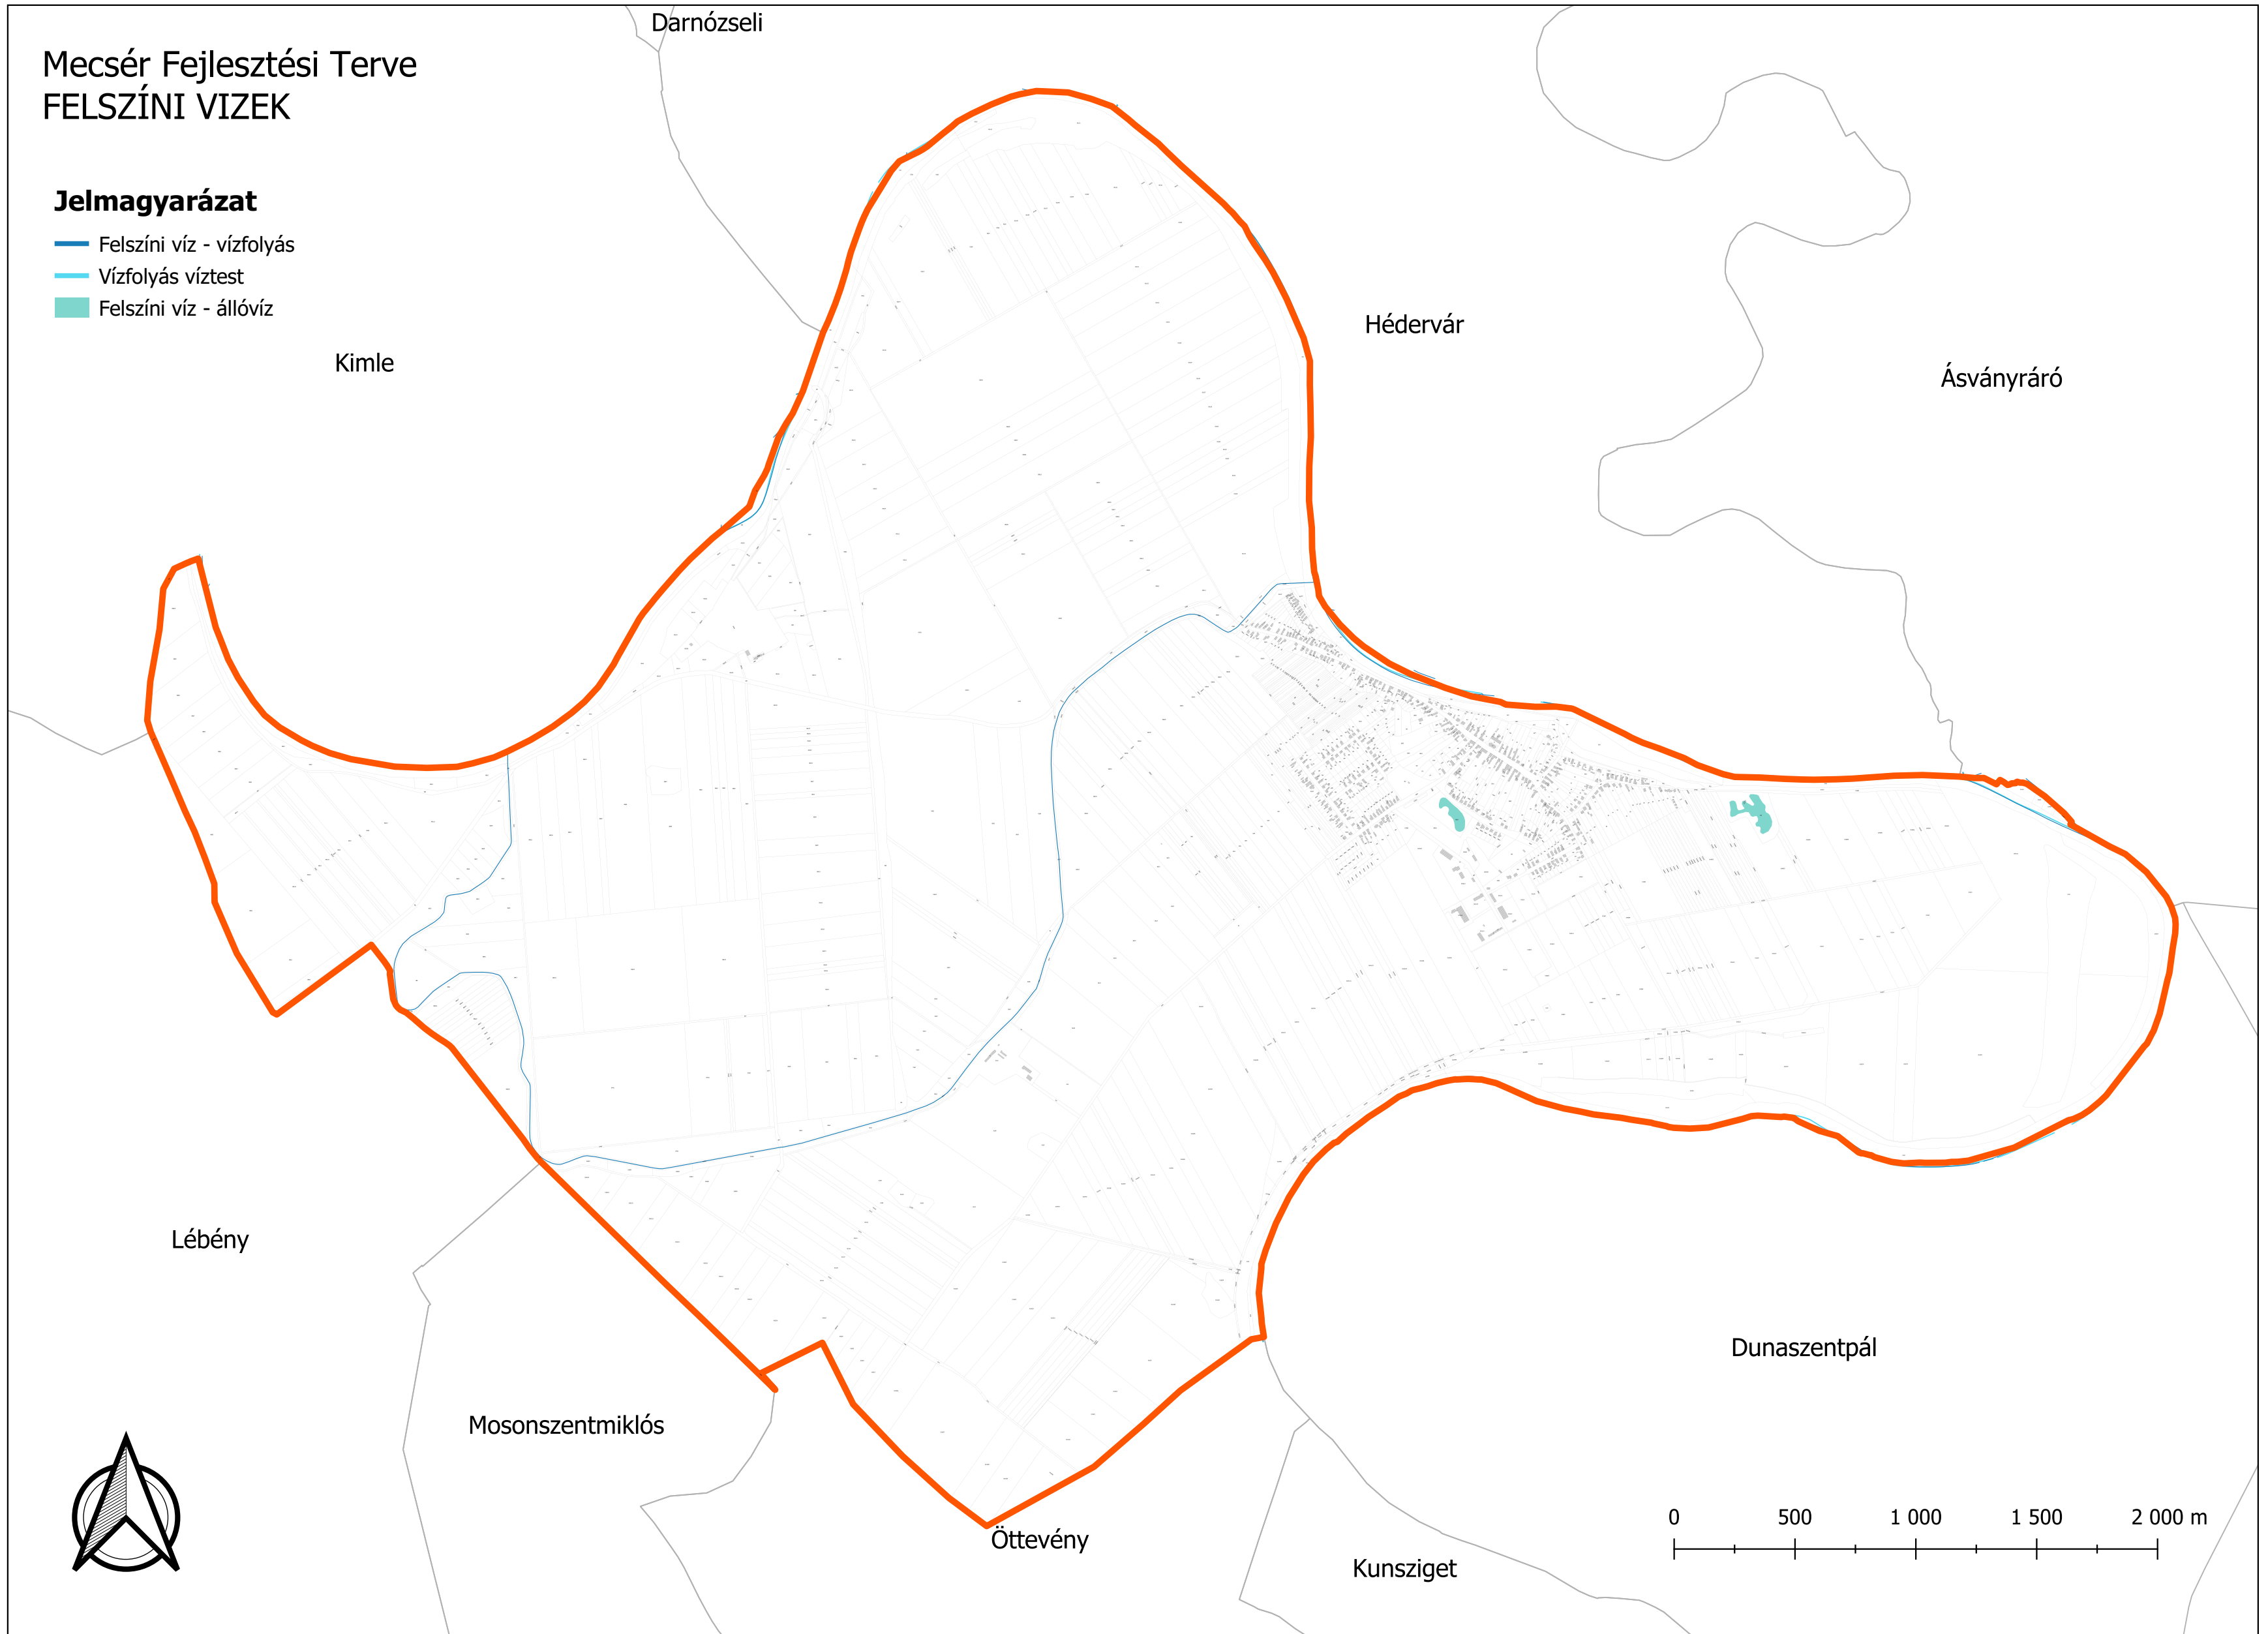 Darnózseli
Mecsér Fejlesztési Terve
FELSZÍNI VIZEK
Jelmagyarázat
Felszíni víz - vízfolyás
Vízfolyás víztest
Felszíni víz - állóvíz
Hédervár
Kimle
Ásványráró
Lébény
Dunaszentpál
Mosonszentmiklós
0 500 1 000 1 500 2 000 m
Öttevény
Kunsziget